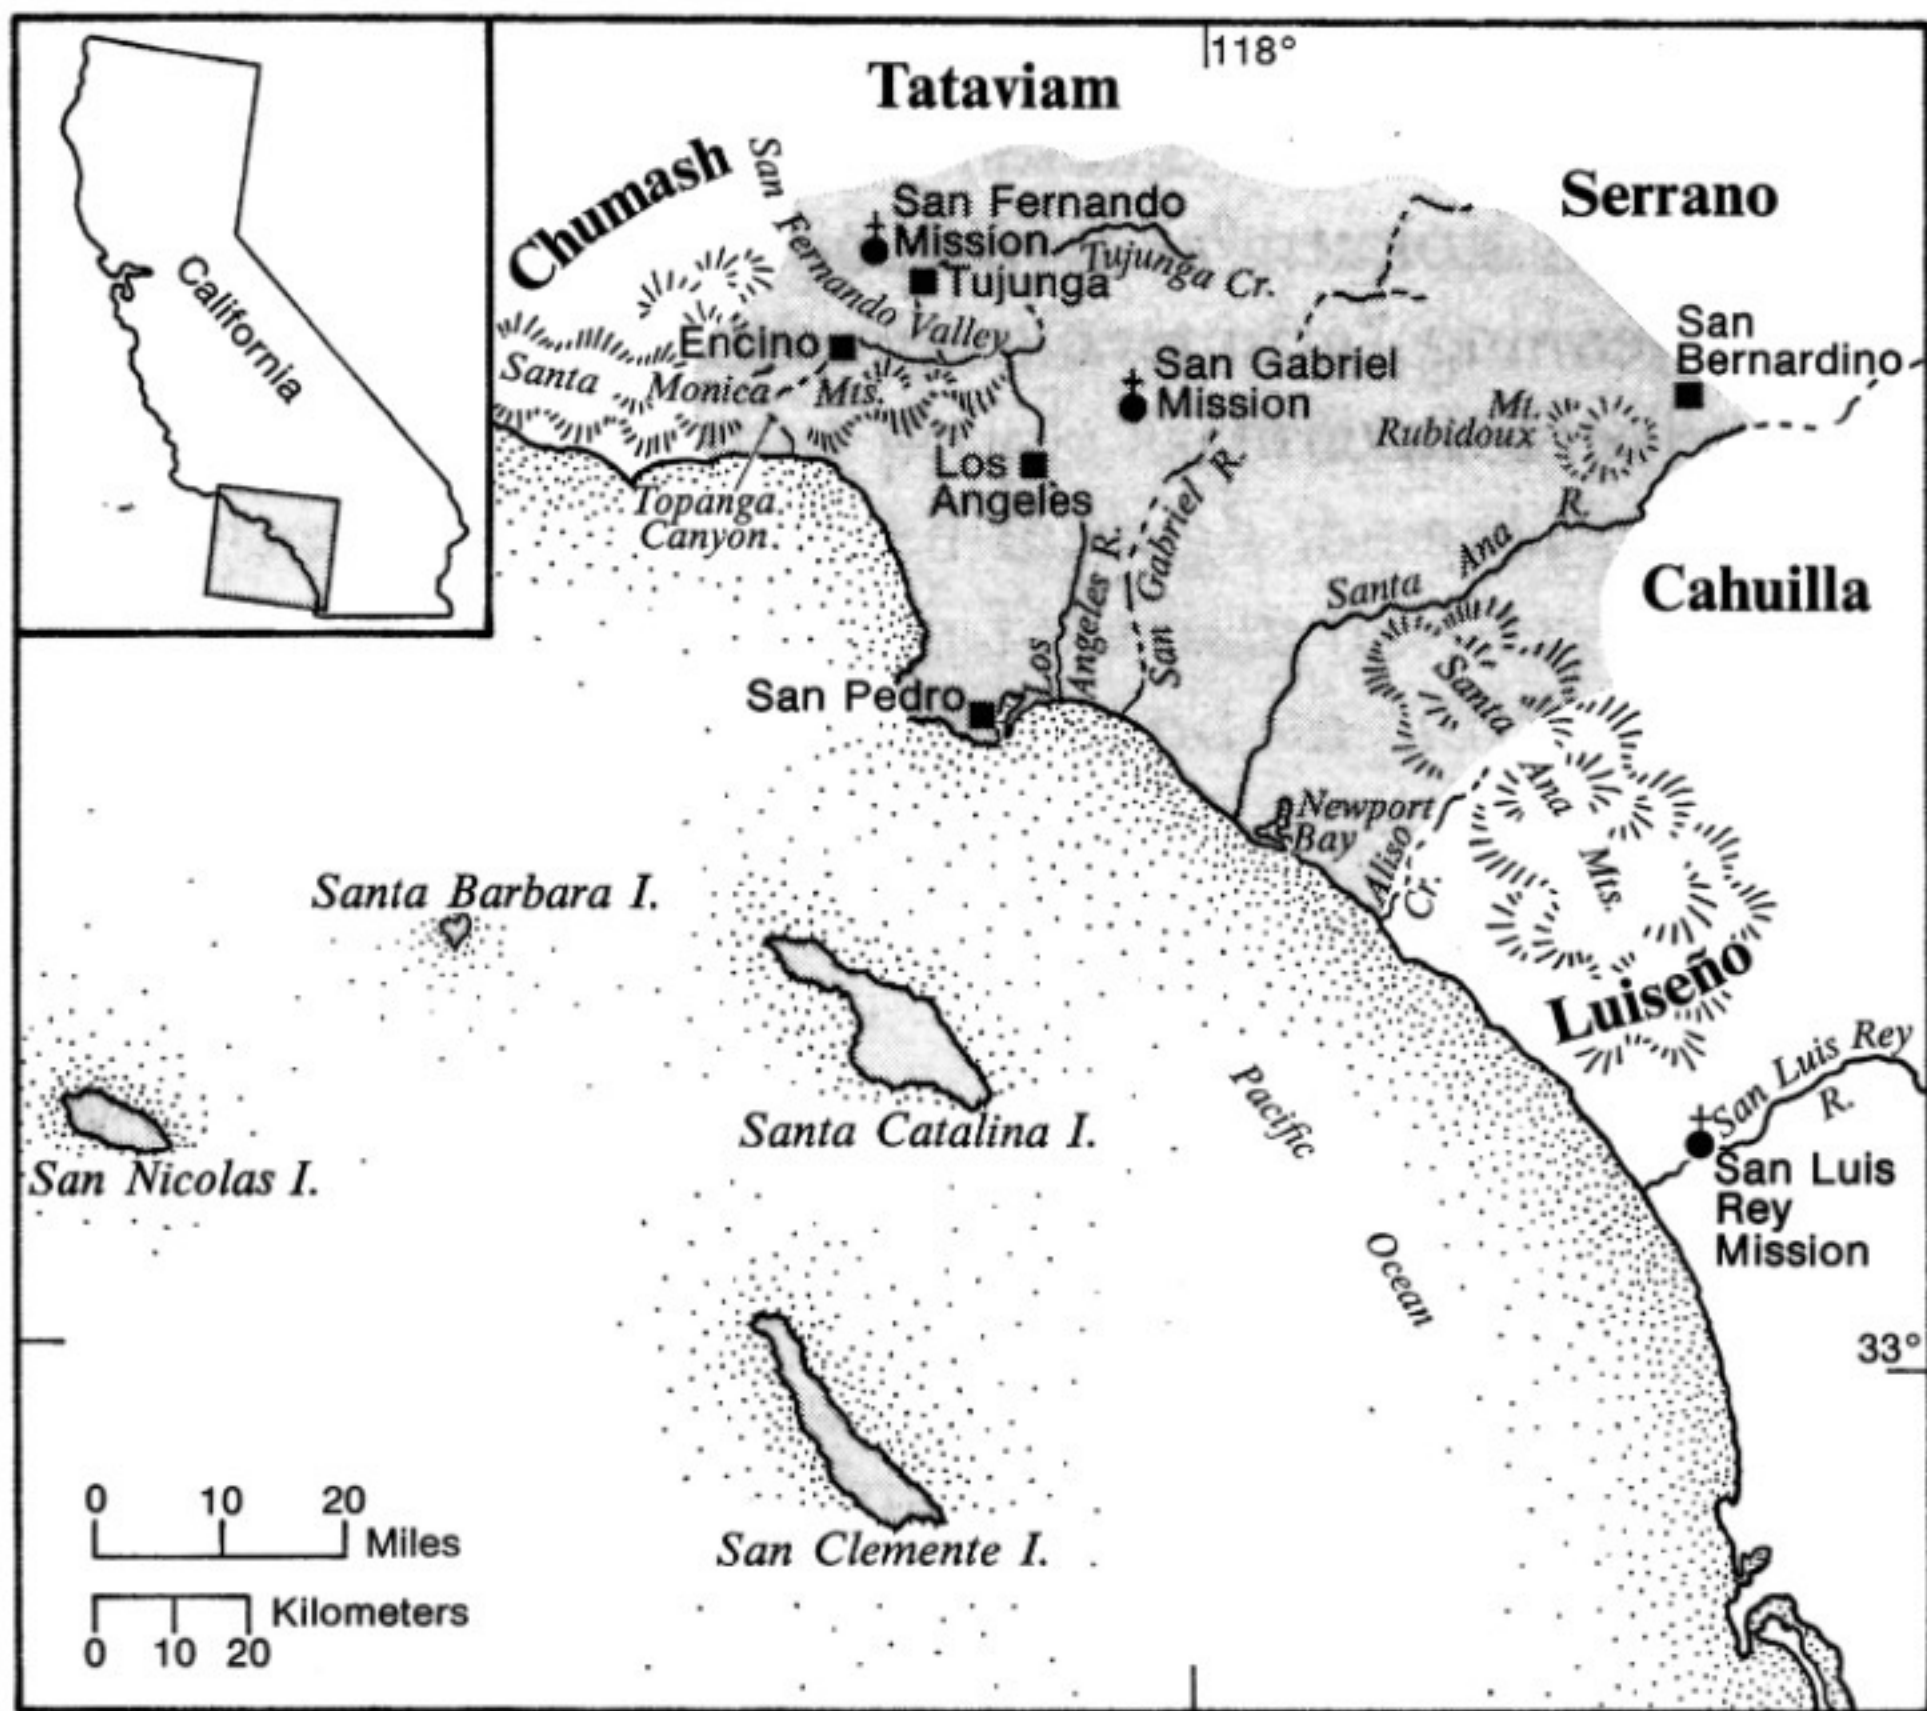 118°
Tataviam
Chumash
Serrano
San Fernando Valley
San Fernando
Mission
Tujunga
Tujunga Cr.
California
Encino
San
Bernardino
San Gabriel
Mission
Santa Monica Mts.
Mt.
Rubidoux
Los
Angeles
Topanga
Canyon
San Gabriel R.
Los Angeles R.
Santa Ana R.
Cahuilla
San Pedro
Santa Ana Mts.
Newport
Bay
Aliso
Cr.
Santa Barbara I.
Luiseño
San Luis Rey
R.
Pacific Ocean
Santa Catalina I.
San Nicolas I.
San Luis
Rey
Mission
33°
San Clemente I.
0 10 20
Miles
Kilometers
0 10 20